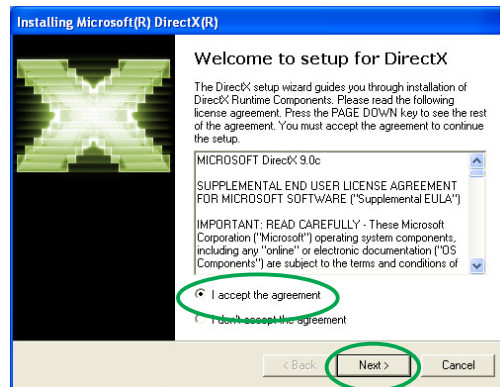 Installing Microsoft(R) DirectX(R)
Welcome to setup for DirectX
The DirectX setup wizard guides you through installation of
DirectX Runtime Components. Please read the following
license agreement. Press the PAGE DOWN key to see the rest
of the agreement. You must accept the agreement to continue
the setup.
MICROSOFT DirectX 9.0c
SUPPLEMENTAL END USER LICENSE AGREEMENT
FOR MICROSOFT SOFTWARE ("Supplemental EULA")
IMPORTANT: READ CAREFULLY - These Microsoft
Corporation ("Microsoft") operating system components,
including any "online" or electronic documentation ("OS
Components") are subject to the terms and conditions of
I accept the agreement
I don't accept the agreement
< Back
Next >
Cancel